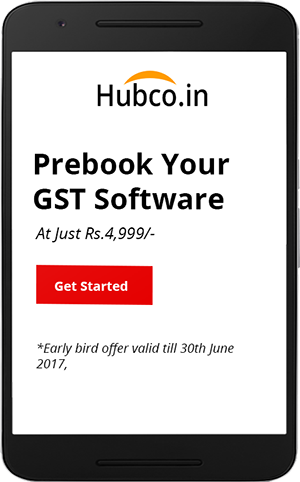 Hubco.in
Prebook Your
GST Software
At Just Rs.4,999/-
Get Started
*Early bird offer valid till 30th June
2017,